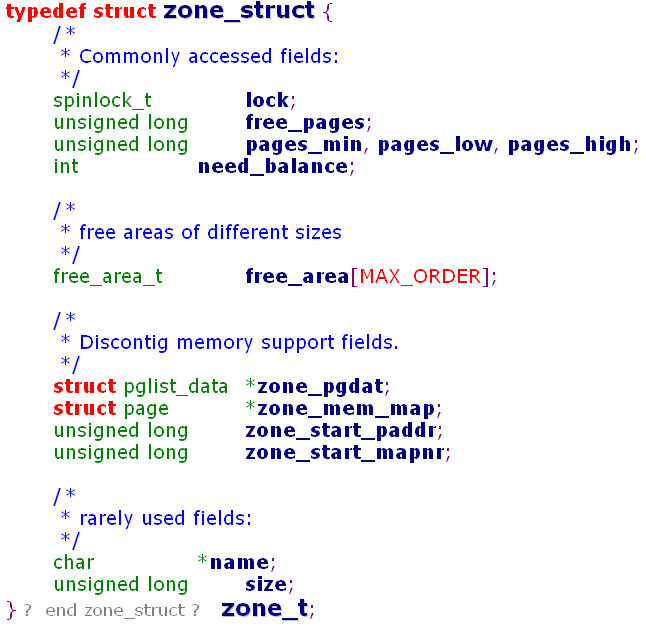 typedef struct zone_struct {
/*
* Commonly accessed fields:
*/
spinlock_t lock;
unsigned long free_pages;
unsigned long pages_min, pages_low, pages_high;
int need_balance;
/*
* free areas of different sizes
*/
free_area_t free_area[MAX_ORDER];
/*
* Discontig memory support fields.
*/
struct pglist_data *zone_pgdat;
struct page *zone_mem_map;
unsigned long zone_start_paddr;
unsigned long zone_start_mapnr;
/*
* rarely used fields:
*/
char *name;
unsigned long size;
} ? end zone_struct ? zone_t;